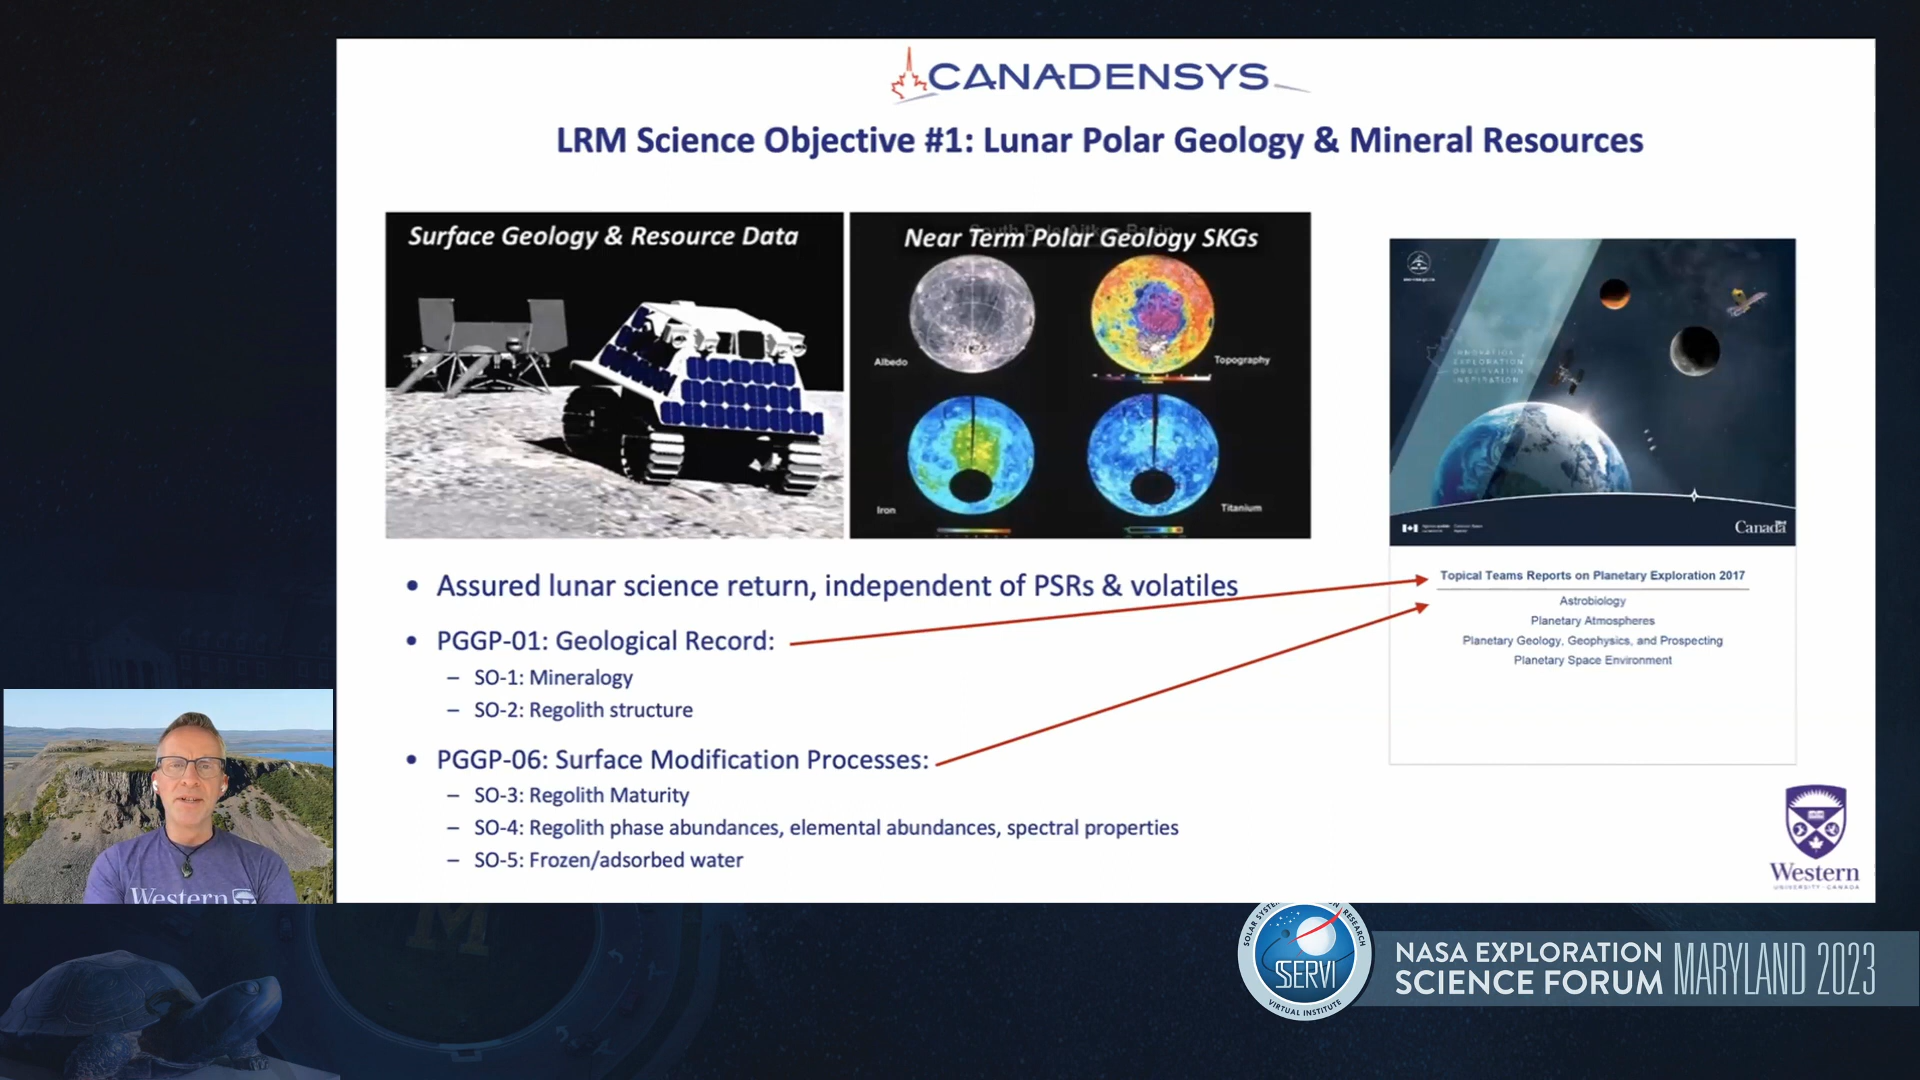 CANADENSYS
LRM Science Objective #1: Lunar Polar Geology & Mineral Resources
Surface Geology & Resource Data
Near Term Polar Geology SKGs
Albedo
Topography
Iron
Titanium
INNOVATION
EXPLORATION
OBSERVATION
INSPIRATION
Canada
Topical Teams Reports on Planetary Exploration 2017
Astrobiology
Planetary Atmospheres
Planetary Geology, Geophysics, and Prospecting
Planetary Space Environment
• Assured lunar science return, independent of PSRs & volatiles
• PGGP-01: Geological Record:
– SO-1: Mineralogy
– SO-2: Regolith structure
• PGGP-06: Surface Modification Processes:
– SO-3: Regolith Maturity
– SO-4: Regolith phase abundances, elemental abundances, spectral properties
– SO-5: Frozen/adsorbed water
Western
UNIVERSITY · CANADA
Western
M
SOLAR SYSTEM RESEARCH
SSERVI
VIRTUAL INSTITUTE
NASA EXPLORATION
SCIENCE FORUM
MARYLAND 2023